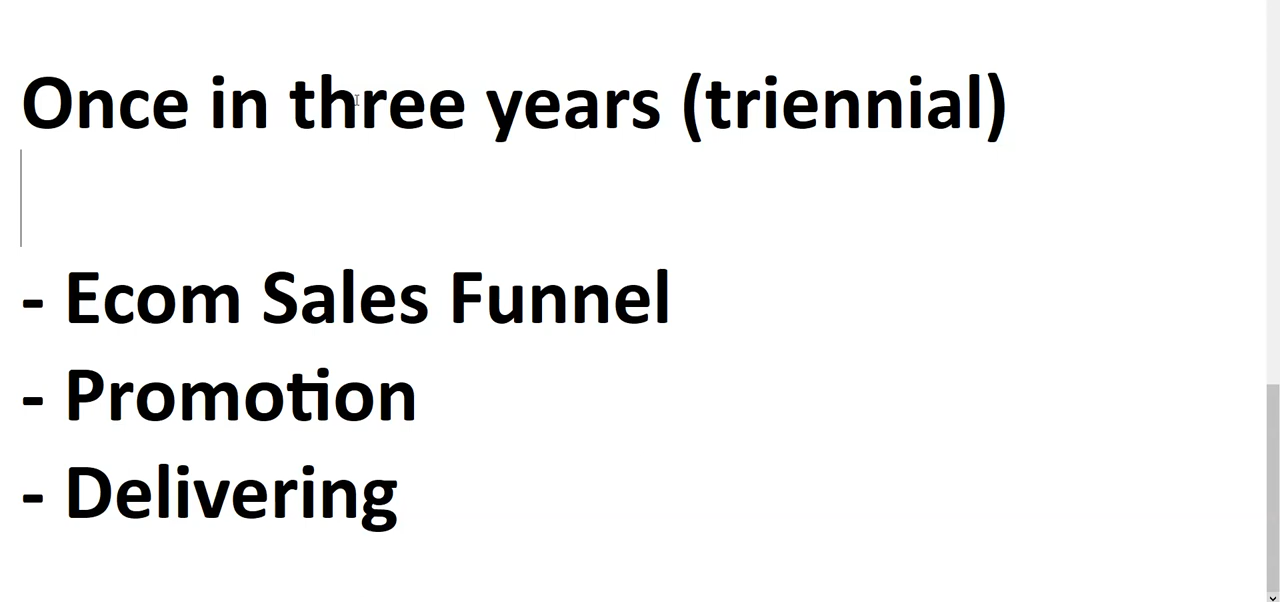 Once in three years (triennial)
- Ecom Sales Funnel
- Promotion
- Delivering